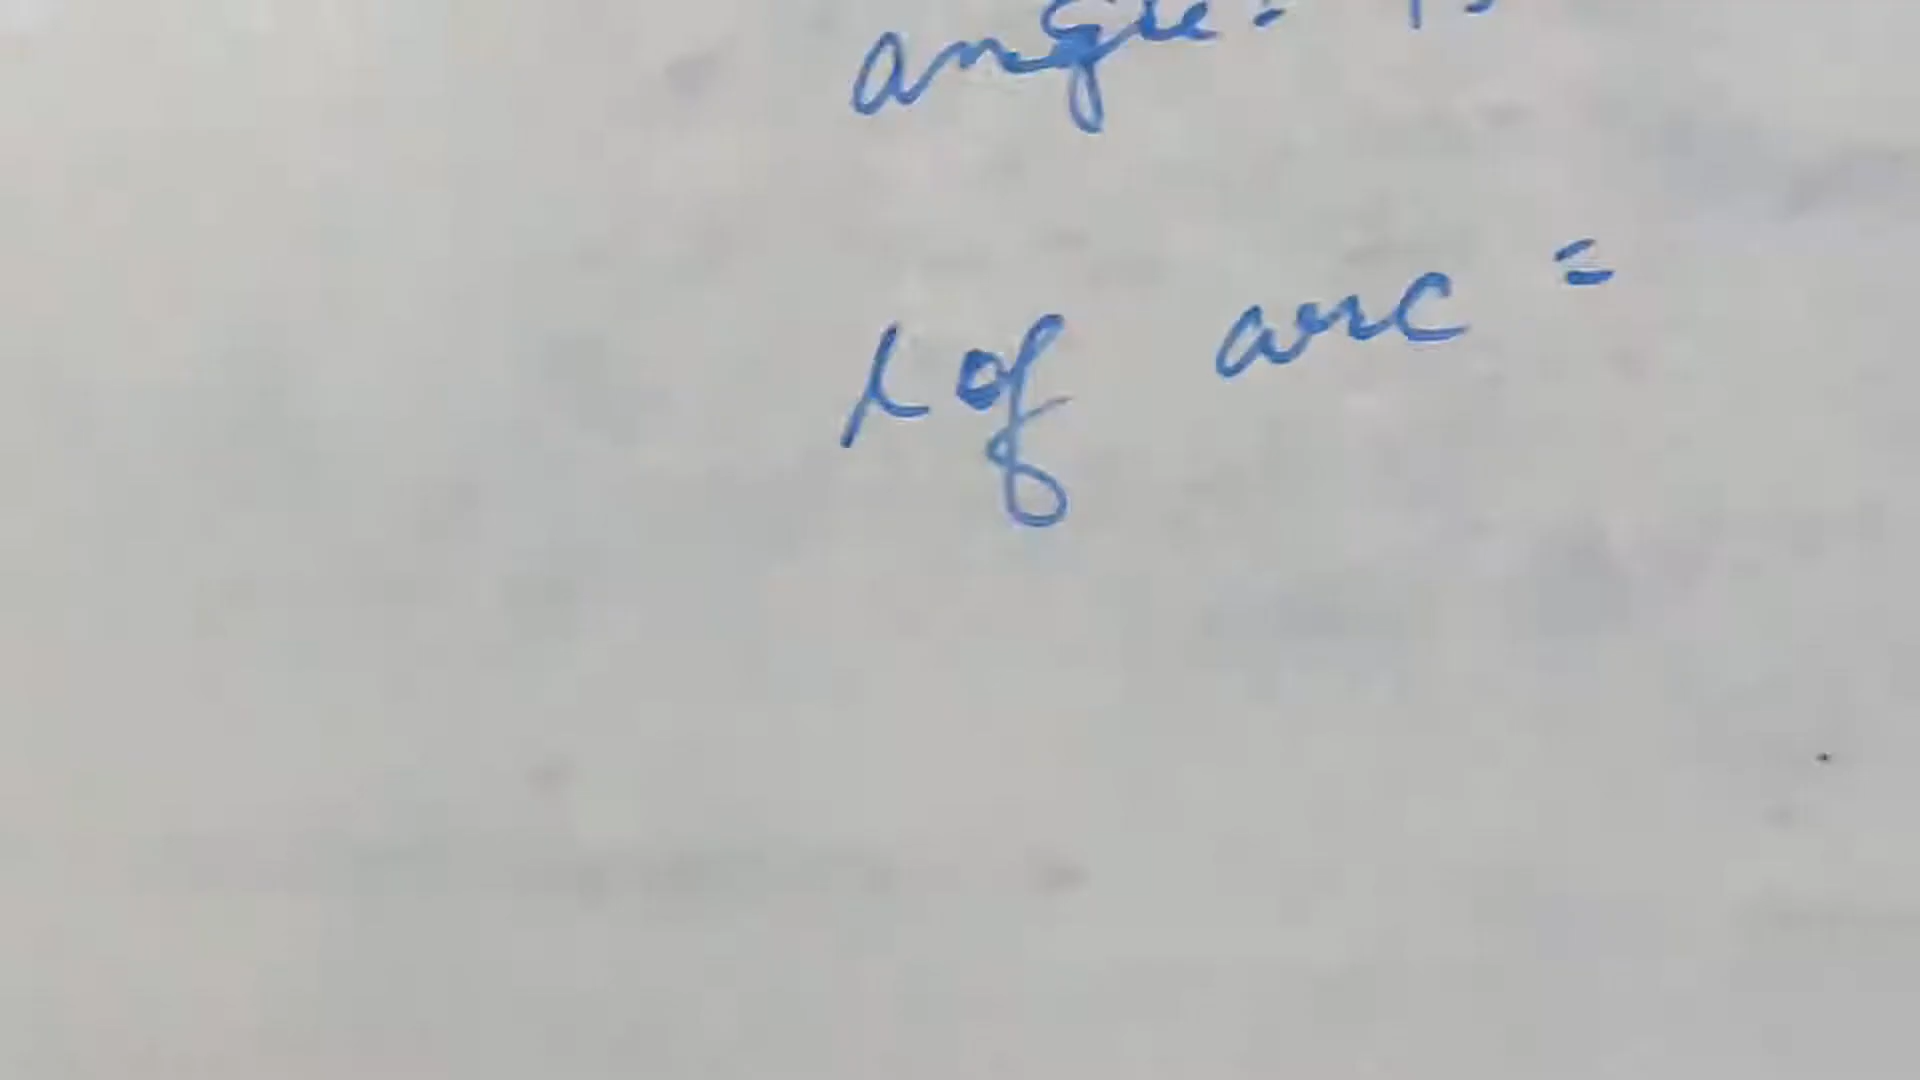 angle =
l of arc =